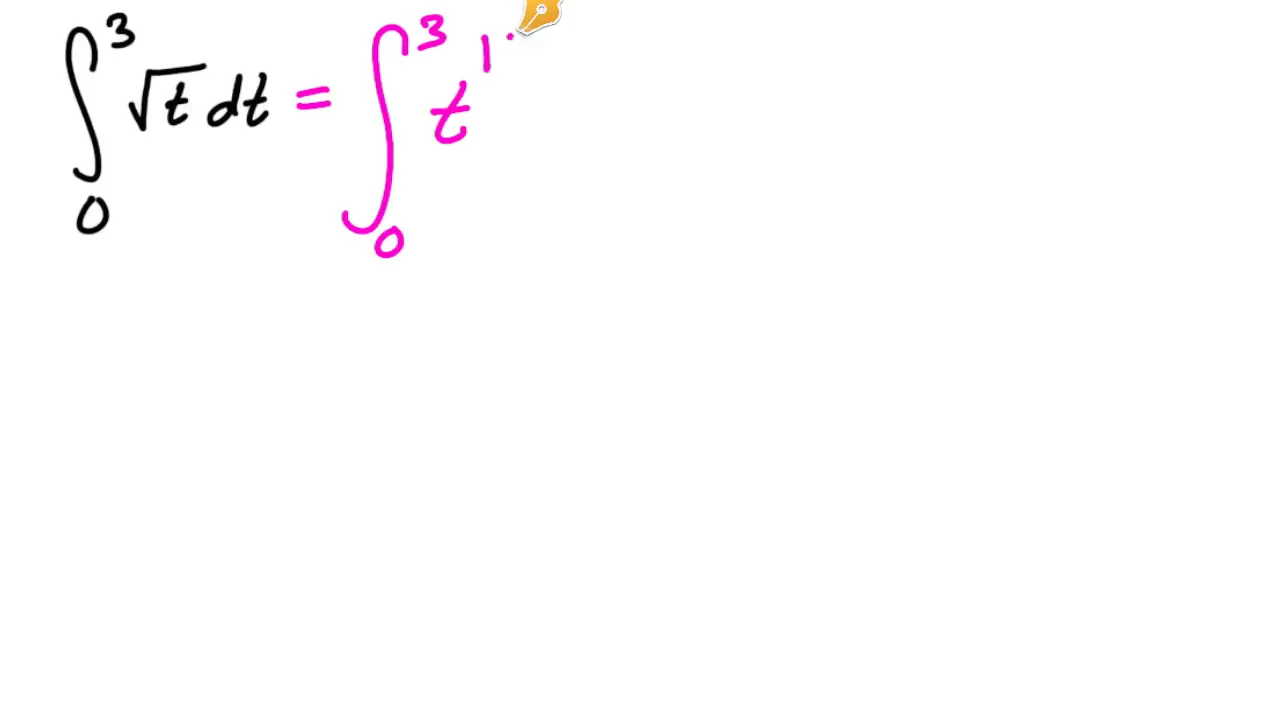 ∫₀³ √t dt = ∫₀³ t¹